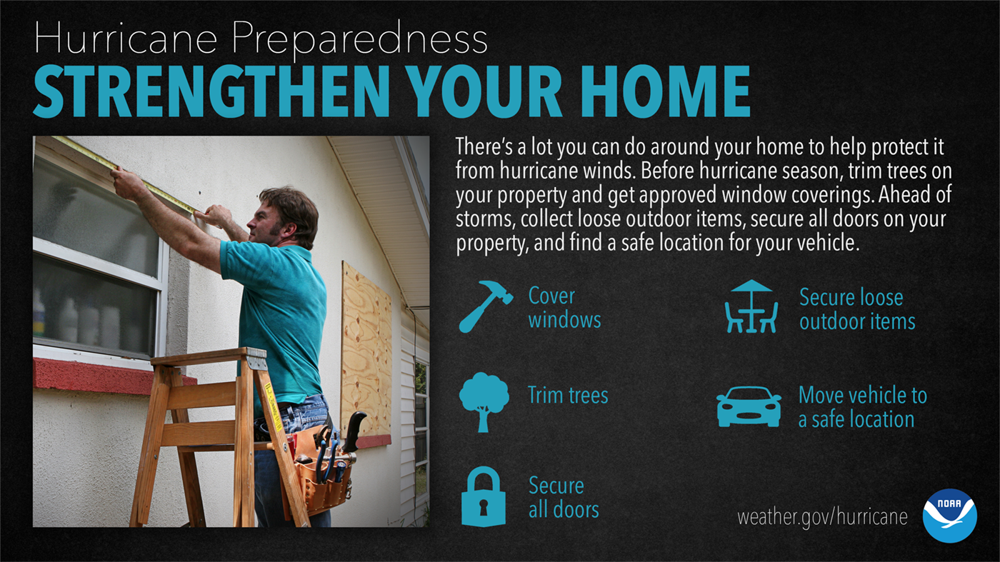 Hurricane Preparedness
STRENGTHEN YOUR HOME
There's a lot you can do around your home to help protect it
from hurricane winds. Before hurricane season, trim trees on
your property and get approved window coverings. Ahead of
storms, collect loose outdoor items, secure all doors on your
property, and find a safe location for your vehicle.
Cover
windows
Secure loose
outdoor items
Trim trees
Move vehicle to
a safe location
Secure
all doors
weather.gov/hurricane
NOAA